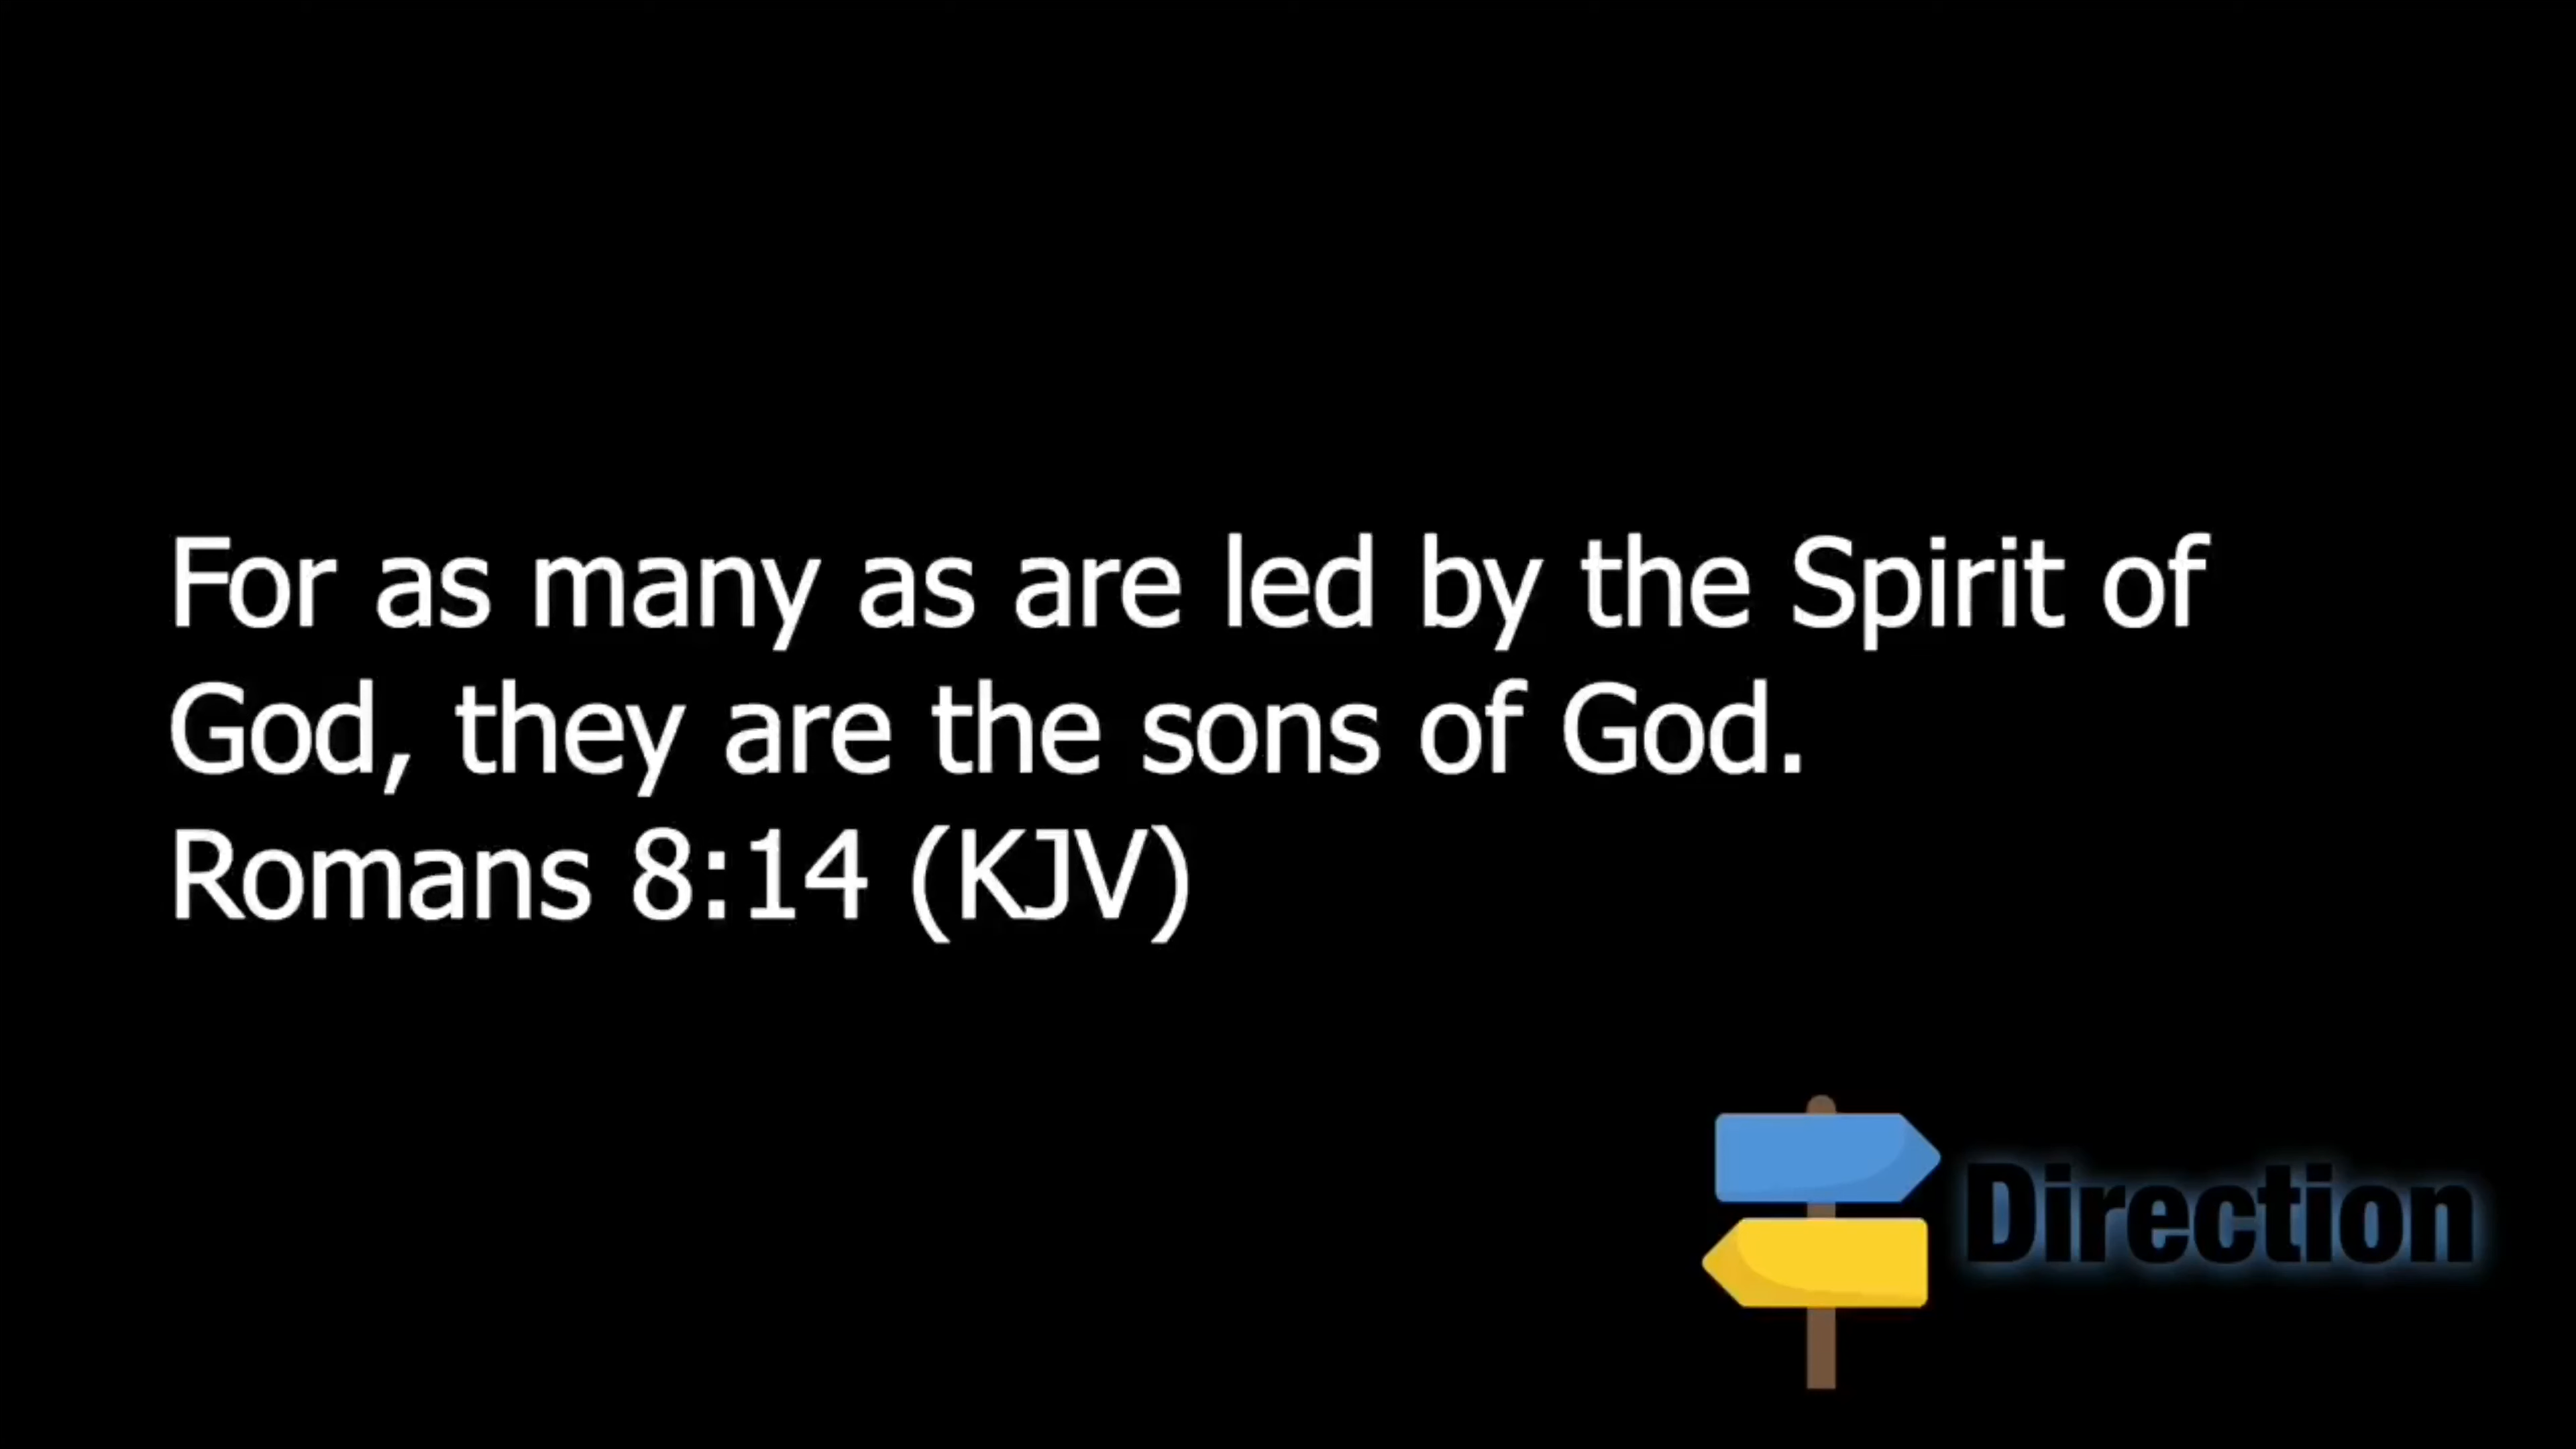 For as many as are led by the Spirit of
God, they are the sons of God.
Romans 8:14 (KJV)
Direction